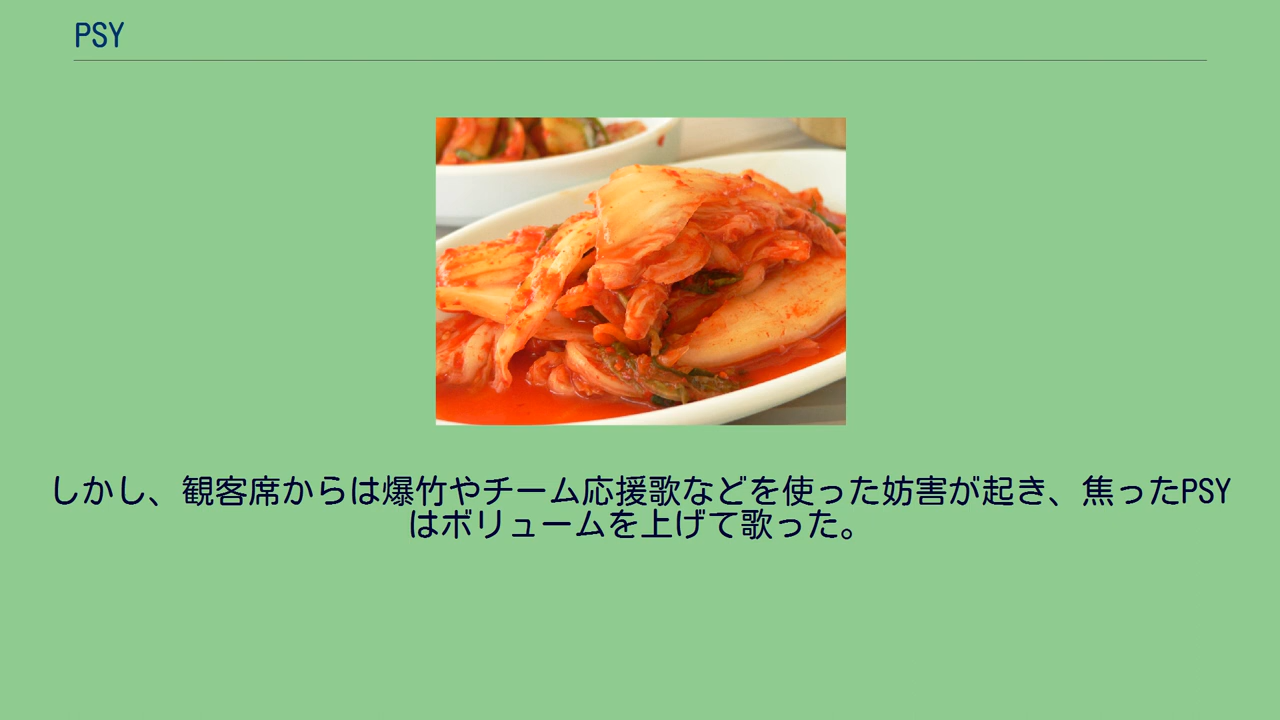 PSY
しかし、観客席からは爆竹やチーム応援歌などを使った妨害が起き、焦ったPSY
はボリュームを上げて歌った。